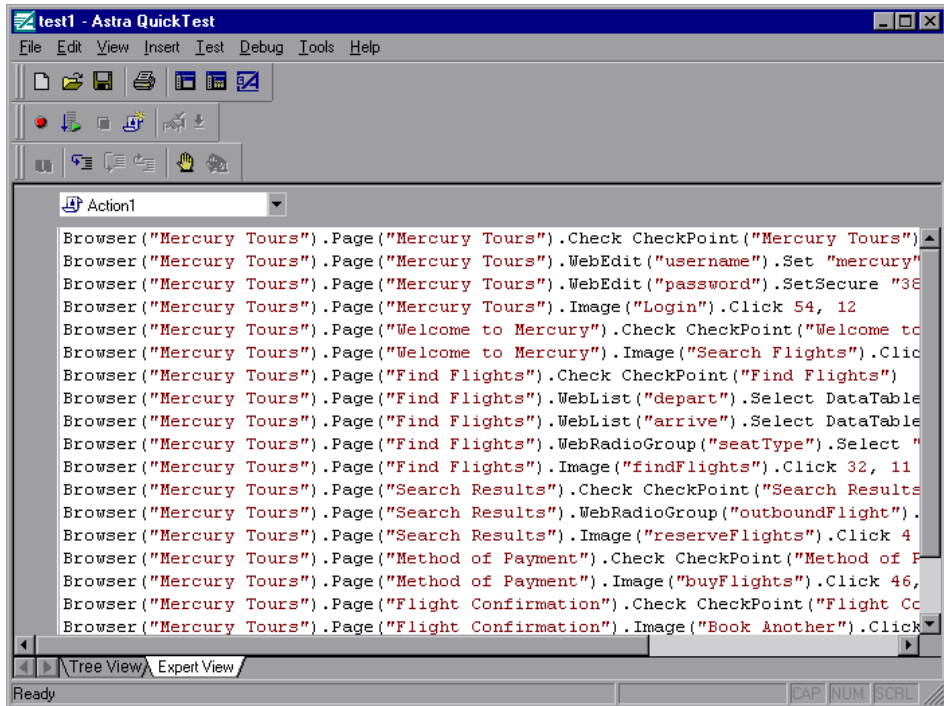 test1 - Astra QuickTest
File Edit View Insert Test Debug Tools Help
Action1
Browser("Mercury Tours").Page("Mercury Tours").Check CheckPoint("Mercury Tours")
Browser("Mercury Tours").Page("Mercury Tours").WebEdit("username").Set "mercury"
Browser("Mercury Tours").Page("Mercury Tours").WebEdit("password").SetSecure "38
Browser("Mercury Tours").Page("Mercury Tours").Image("Login").Click 54, 12
Browser("Mercury Tours").Page("Welcome to Mercury").Check CheckPoint("Welcome to
Browser("Mercury Tours").Page("Welcome to Mercury").Image("Search Flights").Clic
Browser("Mercury Tours").Page("Find Flights").Check CheckPoint("Find Flights")
Browser("Mercury Tours").Page("Find Flights").WebList("depart").Select DataTable
Browser("Mercury Tours").Page("Find Flights").WebList("arrive").Select DataTable
Browser("Mercury Tours").Page("Find Flights").WebRadioGroup("seatType").Select "
Browser("Mercury Tours").Page("Find Flights").Image("findFlights").Click 32, 11
Browser("Mercury Tours").Page("Search Results").Check CheckPoint("Search Results
Browser("Mercury Tours").Page("Search Results").WebRadioGroup("outboundFlight").
Browser("Mercury Tours").Page("Search Results").Image("reserveFlights").Click 4
Browser("Mercury Tours").Page("Method of Payment").Check CheckPoint("Method of P
Browser("Mercury Tours").Page("Method of Payment").Image("buyFlights").Click 46,
Browser("Mercury Tours").Page("Flight Confirmation").Check CheckPoint("Flight Co
Browser("Mercury Tours").Page("Flight Confirmation").Image("Book Another").Click
Tree View Expert View
Ready CAP NUM SCRL